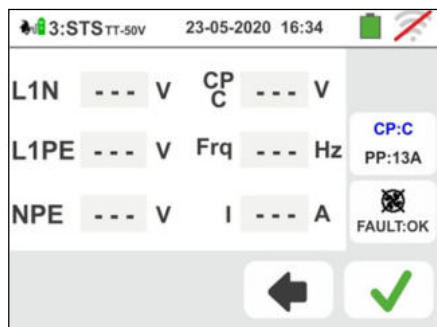 3:STS TT-50V 23-05-2020 16:34
L1N - - - V CP C - - - V
L1PE - - - V Frq - - - Hz
NPE - - - V I - - - A
CP:C
PP:13A
FAULT:OK